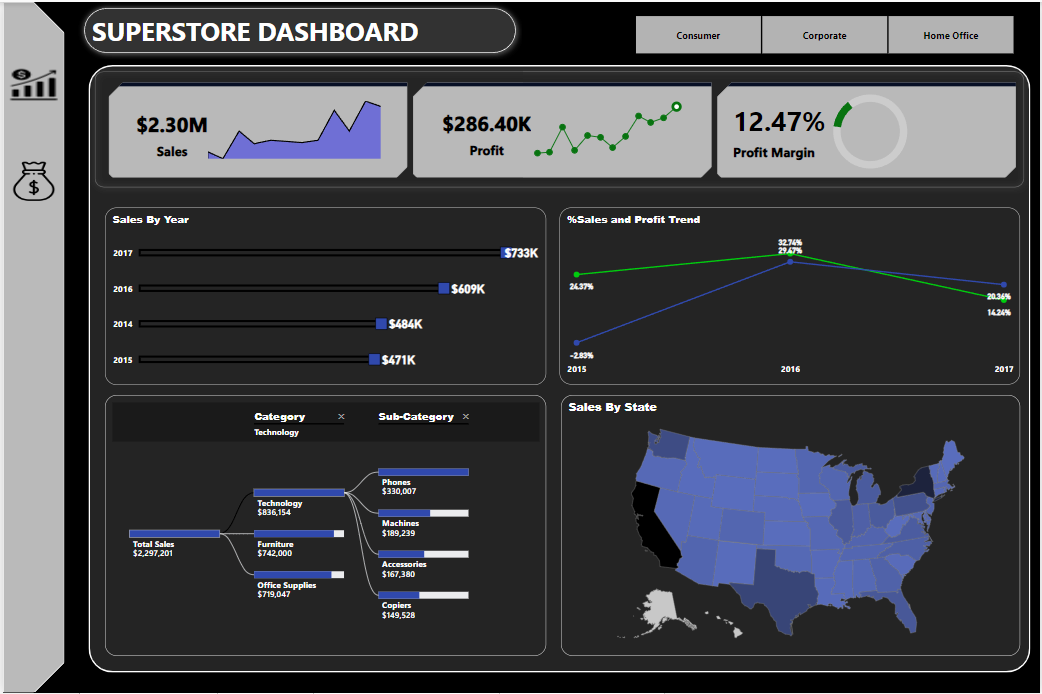 SUPERSTORE DASHBOARD
Consumer
Corporate
Home Office
$
$
$2.30M
Sales
$286.40K
Profit
12.47%
Profit Margin
Sales By Year
2017
$733K
2016
$609K
2014
$484K
2015
$471K
%Sales and Profit Trend
32.74%
29.47%
24.37%
20.36%
14.24%
-2.83%
2015
2016
2017
Category
Sub-Category
Technology
Phones
$330,007
Technology
$836,154
Machines
$189,239
Total Sales
$2,297,201
Furniture
$742,000
Accessories
$167,380
Office Supplies
$719,047
Copiers
$149,528
Sales By State